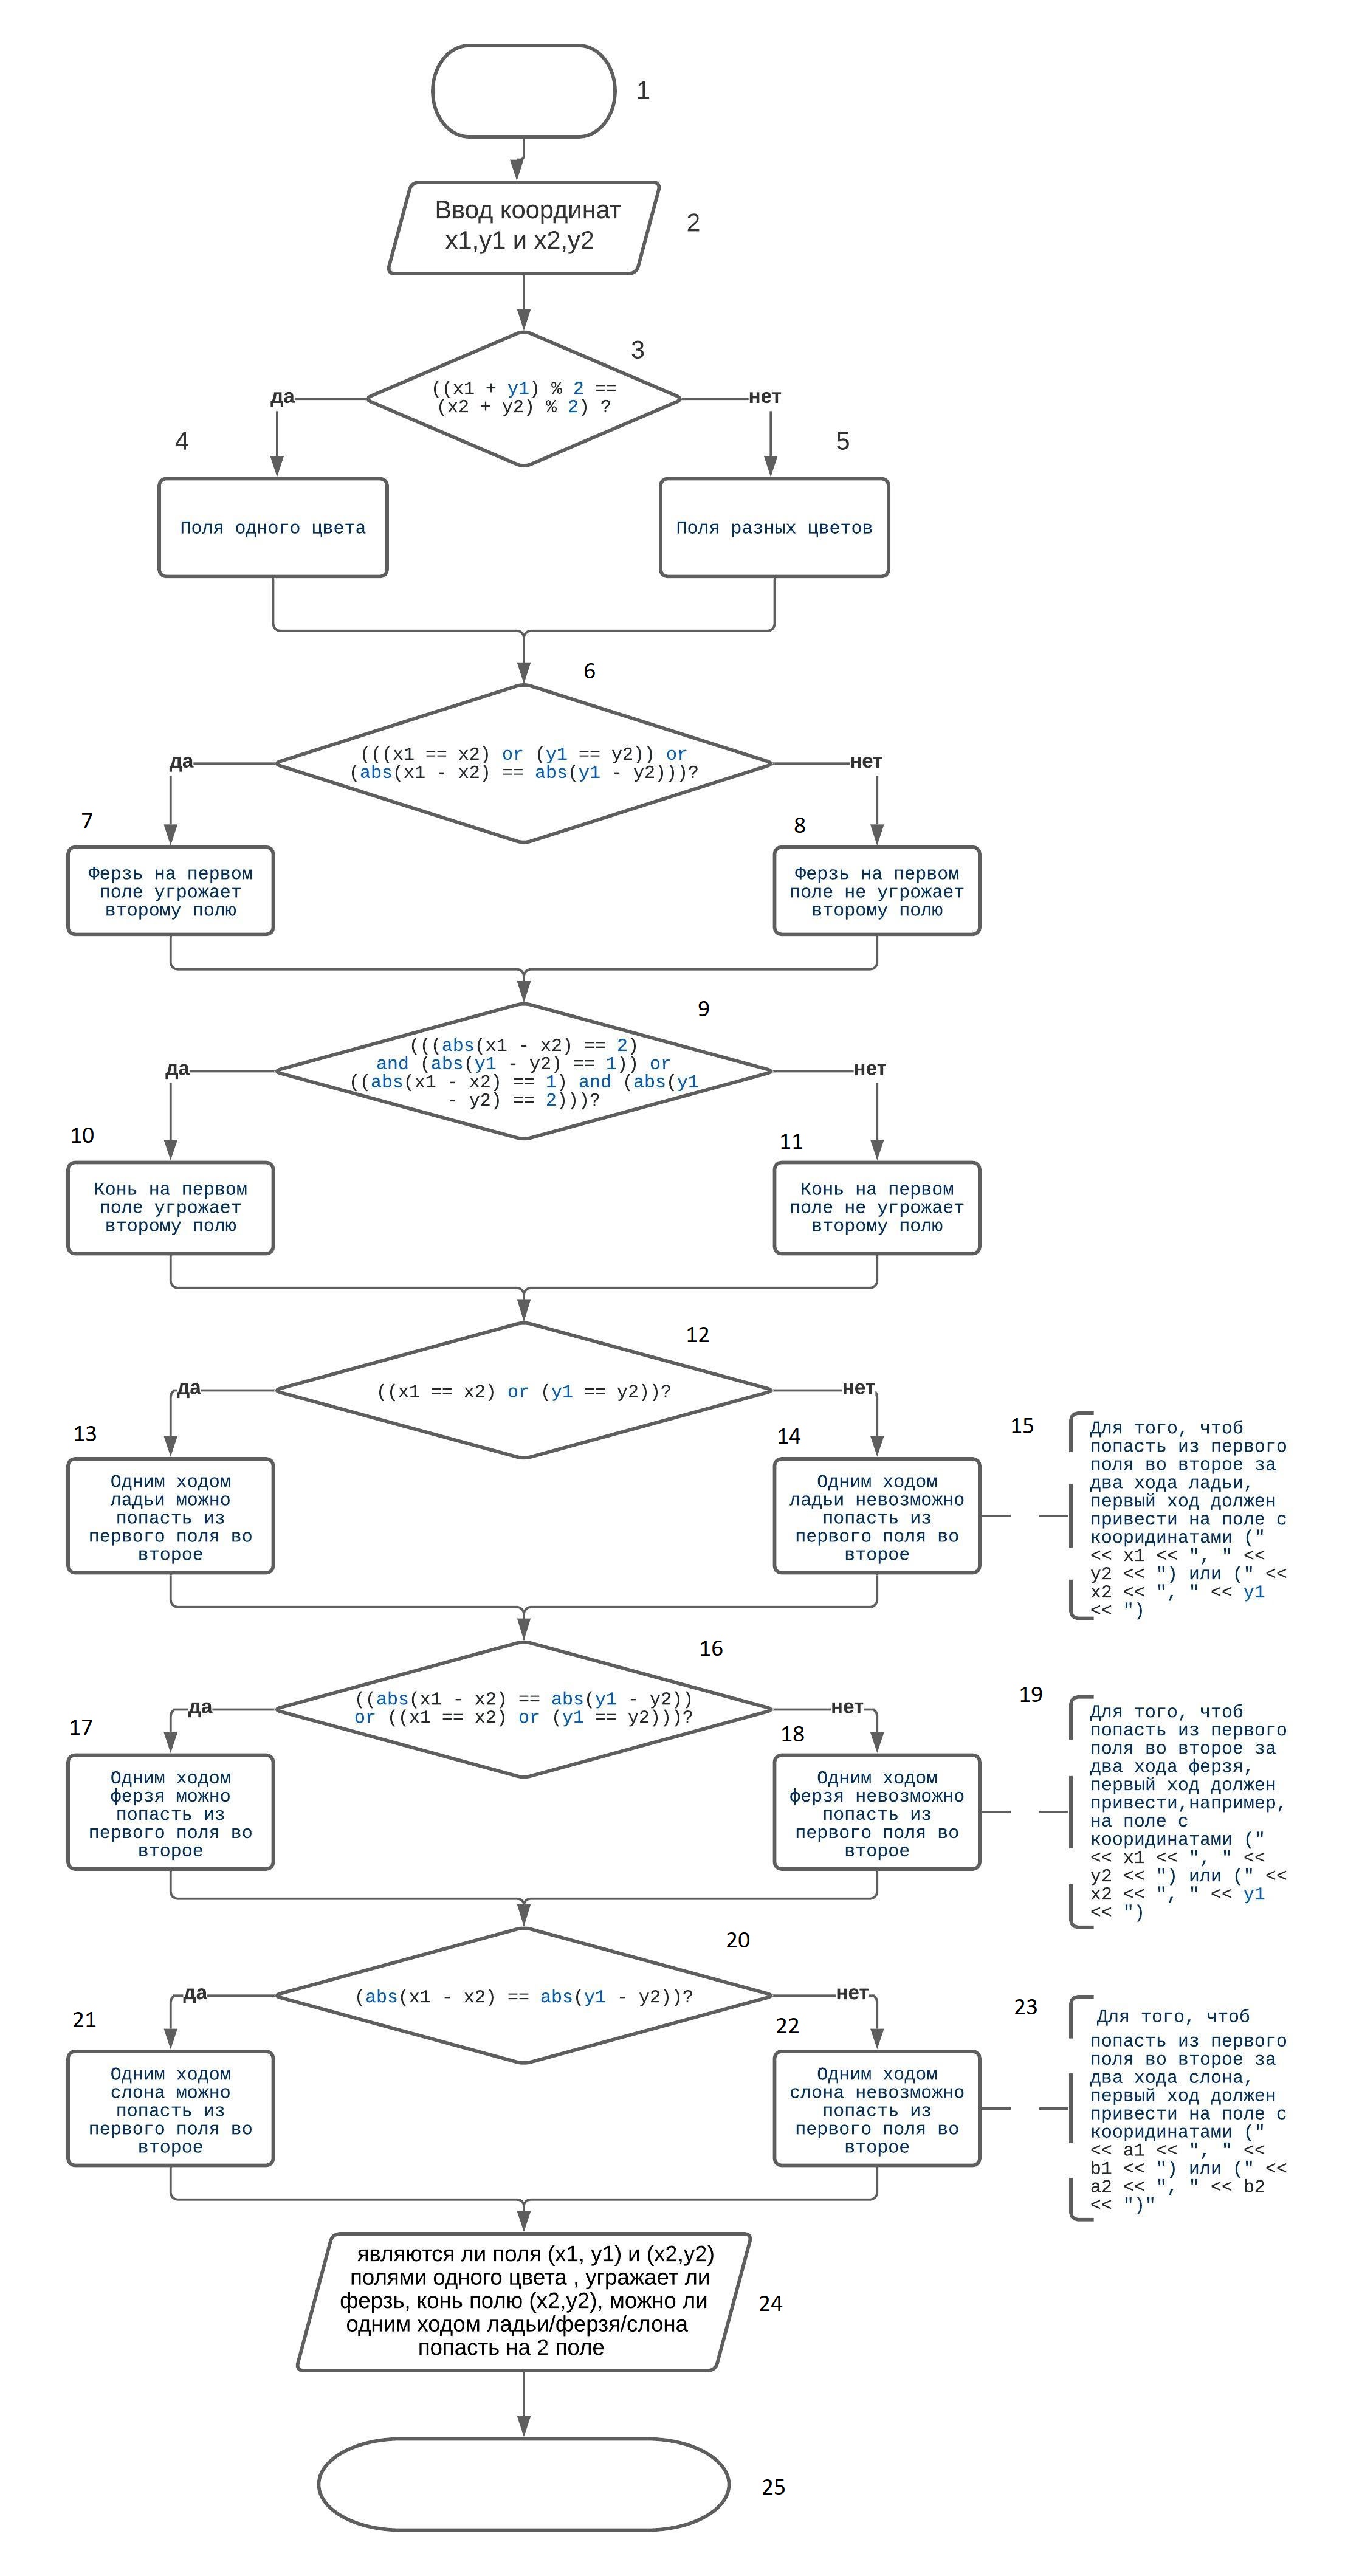 1
Ввод координат
x1,y1 и x2,y2
2
3
((x1 + y1) % 2 ==
(x2 + y2) % 2) ?
да
нет
4
5
Поля одного цвета
Поля разных цветов
6
(((x1 == x2) or (y1 == y2)) or
(abs(x1 - x2) == abs(y1 - y2)))?
да
нет
7
8
Ферзь на первом
поле угрожает
второму полю
Ферзь на первом
поле не угрожает
второму полю
9
(((abs(x1 - x2) == 2)
and (abs(y1 - y2) == 1)) or
((abs(x1 - x2) == 1) and (abs(y1
- y2) == 2)))?
да
нет
10
11
Конь на первом
поле угрожает
второму полю
Конь на первом
поле не угрожает
второму полю
12
((x1 == x2) or (y1 == y2))?
да
нет
13
14
Одним ходом
ладьи можно
попасть из
первого поля во
второе
Одним ходом
ладьи невозможно
попасть из
первого поля во
второе
15
Для того, чтоб
попасть из первого
поля во второе за
два хода ладьи,
первый ход должен
привести на поле с
кооридинатами ("
<< x1 << ", " <<
y2 << ") или (" <<
x2 << ", " << y1
<< ")
16
((abs(x1 - x2) == abs(y1 - y2))
or ((x1 == x2) or (y1 == y2)))?
да
нет
17
18
Одним ходом
ферзя можно
попасть из
первого поля во
второе
Одним ходом
ферзя невозможно
попасть из
первого поля во
второе
19
Для того, чтоб
попасть из первого
поля во второе за
два хода ферзя,
первый ход должен
привести,например,
на поле с
кооридинатами ("
<< x1 << ", " <<
y2 << ") или (" <<
x2 << ", " << y1
<< ")
20
(abs(x1 - x2) == abs(y1 - y2))?
да
нет
21
22
Одним ходом
слона можно
попасть из
первого поля во
второе
Одним ходом
слона невозможно
попасть из
первого поля во
второе
23
Для того, чтоб
попасть из первого
поля во второе за
два хода слона,
первый ход должен
привести на поле с
кооридинатами ("
<< a1 << ", " <<
b1 << ") или (" <<
a2 << ", " << b2
<< ")"
являются ли поля (x1, y1) и (x2,y2)
полями одного цвета , угражает ли
ферзь, конь полю (x2,y2), можно ли
одним ходом ладьи/ферзя/слона
попасть на 2 поле
24
25